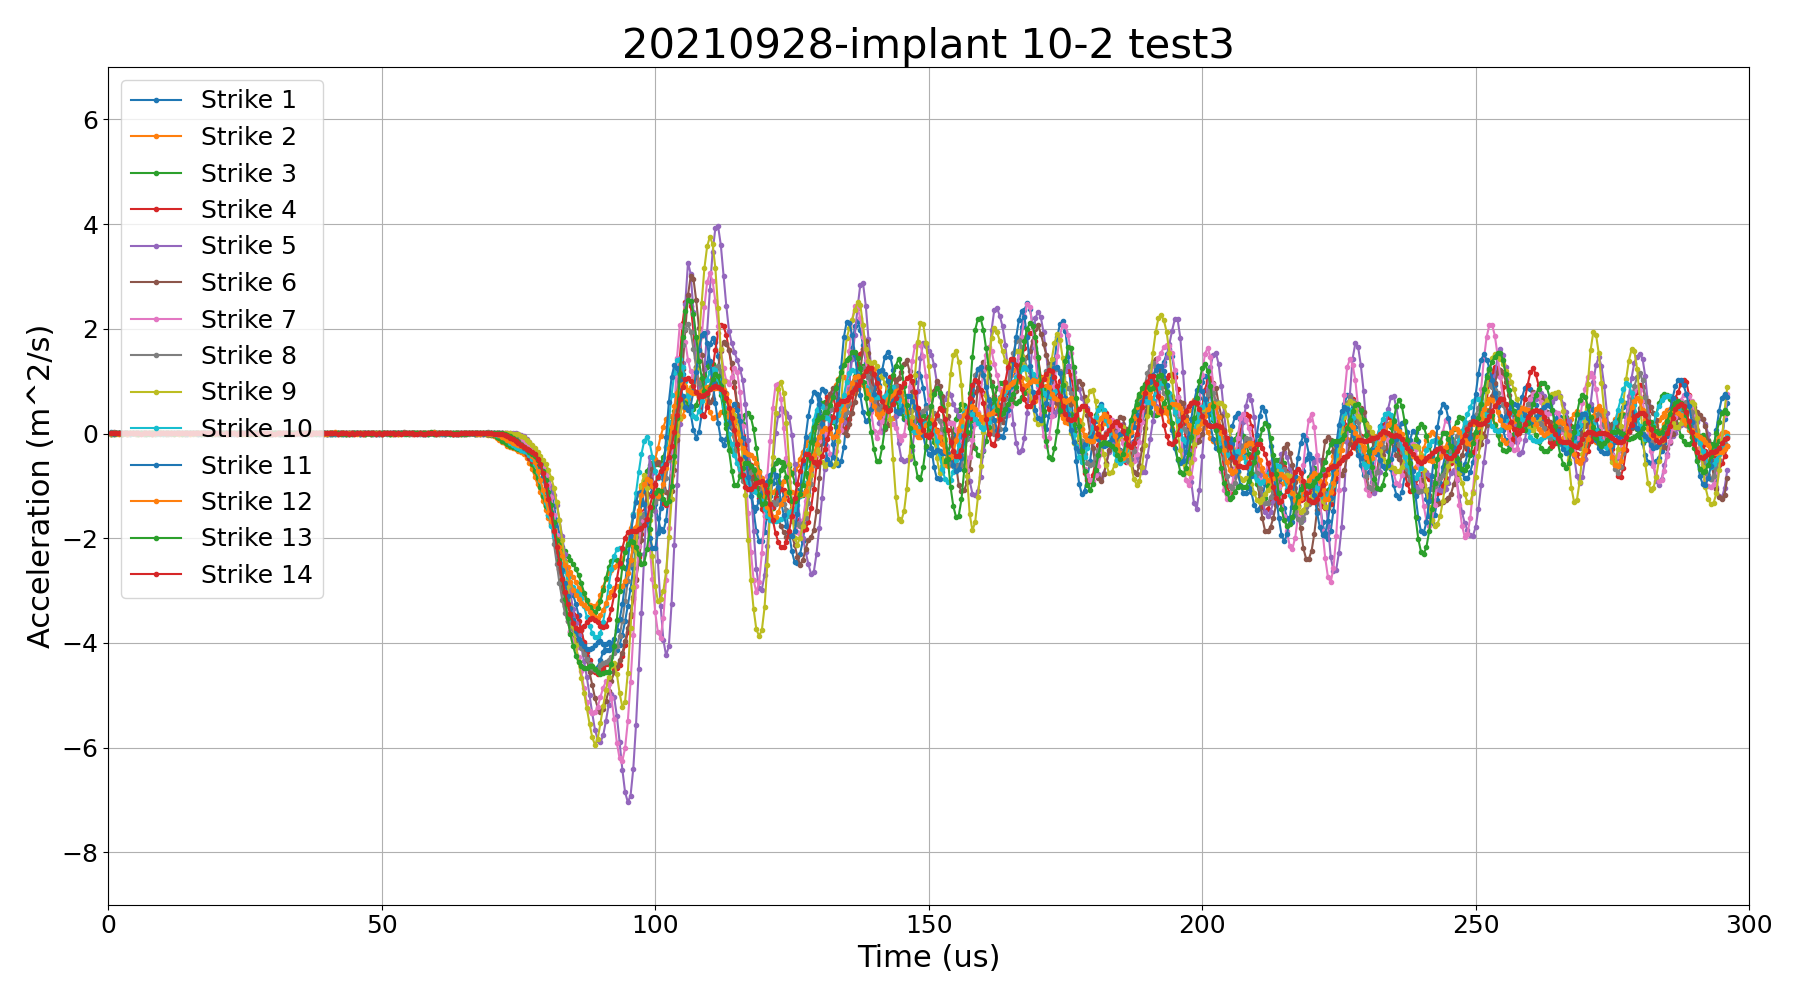 20210928-implant 10-2 test3
Strike 1
Strike 2
Strike 3
Strike 4
Strike 5
Strike 6
Strike 7
Strike 8
Strike 9
Strike 10
Strike 11
Strike 12
Strike 13
Strike 14
6
4
2
0
−2
−4
−6
−8
Acceleration (m^2/s)
0 50 100 150 200 250 300
Time (us)